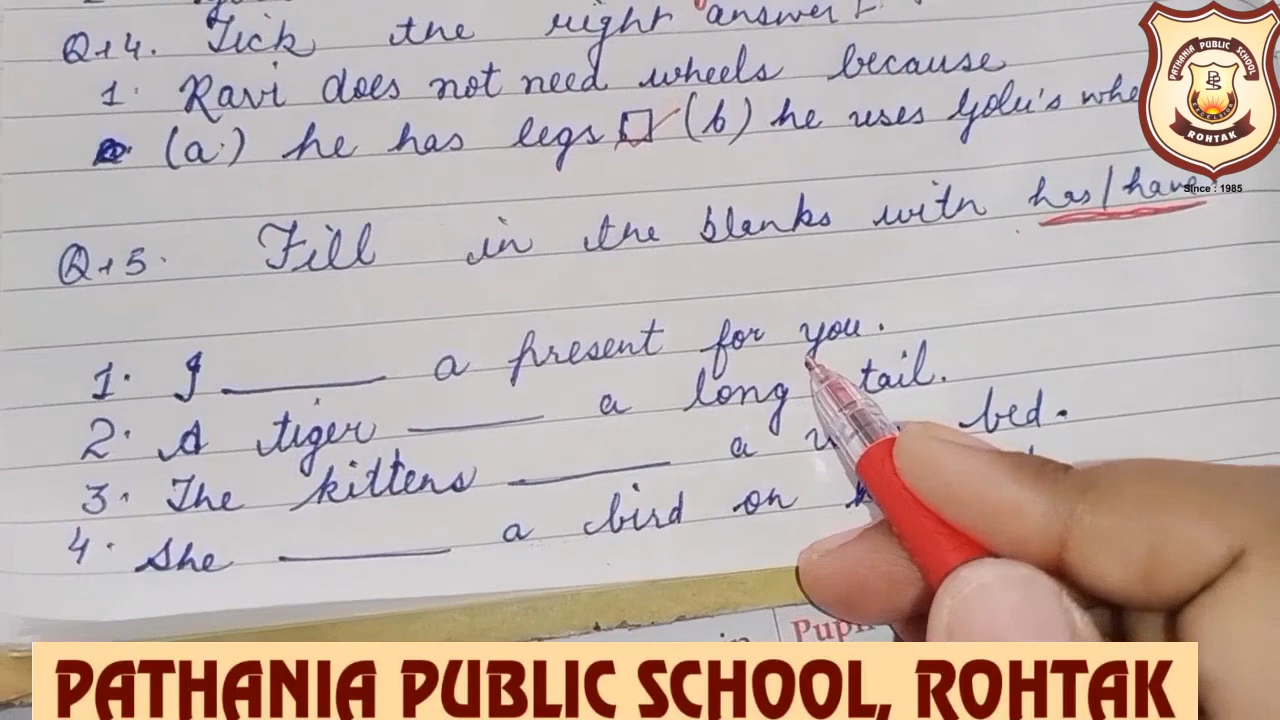 Q.4. Tick the right answer:
1. Ravi does not need wheels because
(a.) he has legs (b) he uses Golu's whe
Q.5. Fill in the blanks with has/have.
1. I ______ a present for you.
2. A tiger ______ a long tail.
3. The kittens ______ a bed.
4. She ______ a bird on
Pup
PATHANIA PUBLIC SCHOOL
PPS
EXCELSIOR
ROHTAK
Since : 1985
PATHANIA PUBLIC SCHOOL, ROHTAK